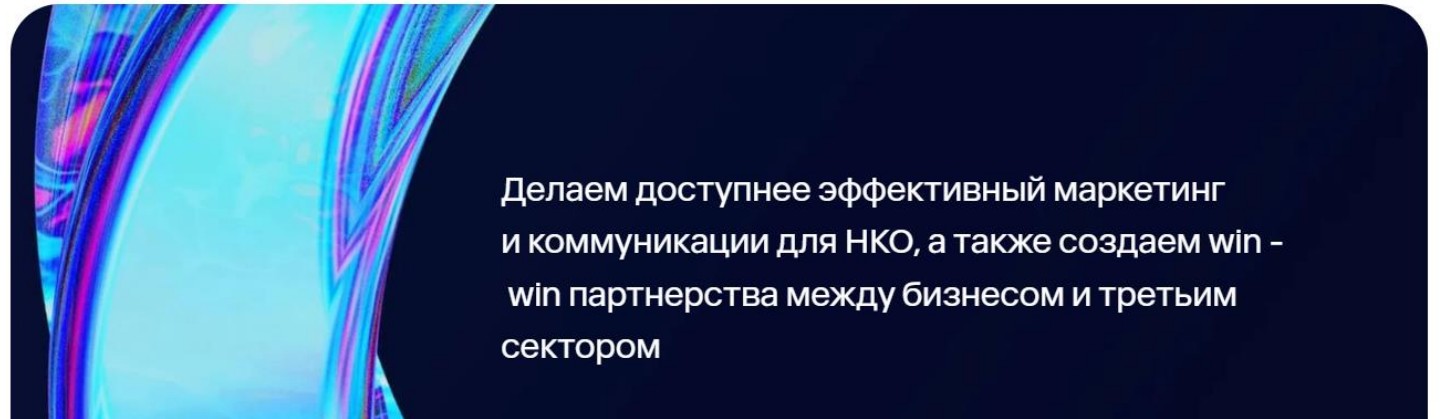 Делаем доступнее эффективный маркетинг
и коммуникации для НКО, а также создаем win -
win партнерства между бизнесом и третьим
сектором